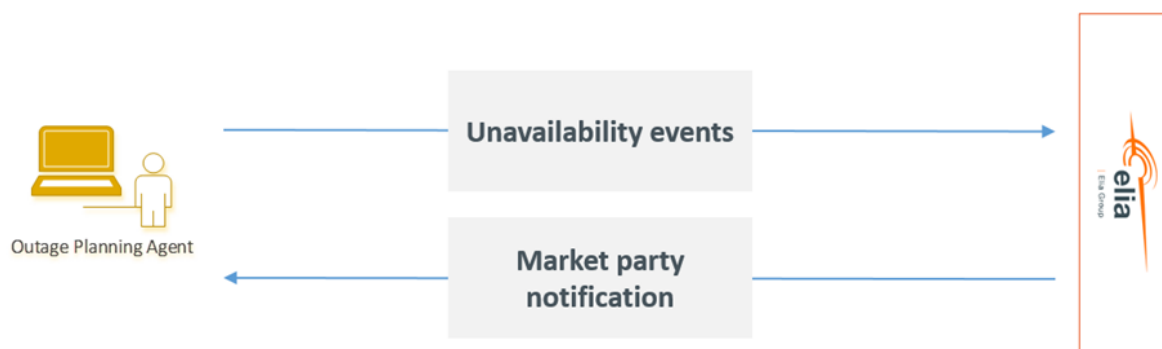 Unavailability events
Outage Planning Agent
Market party
notification
elia
Elia Group